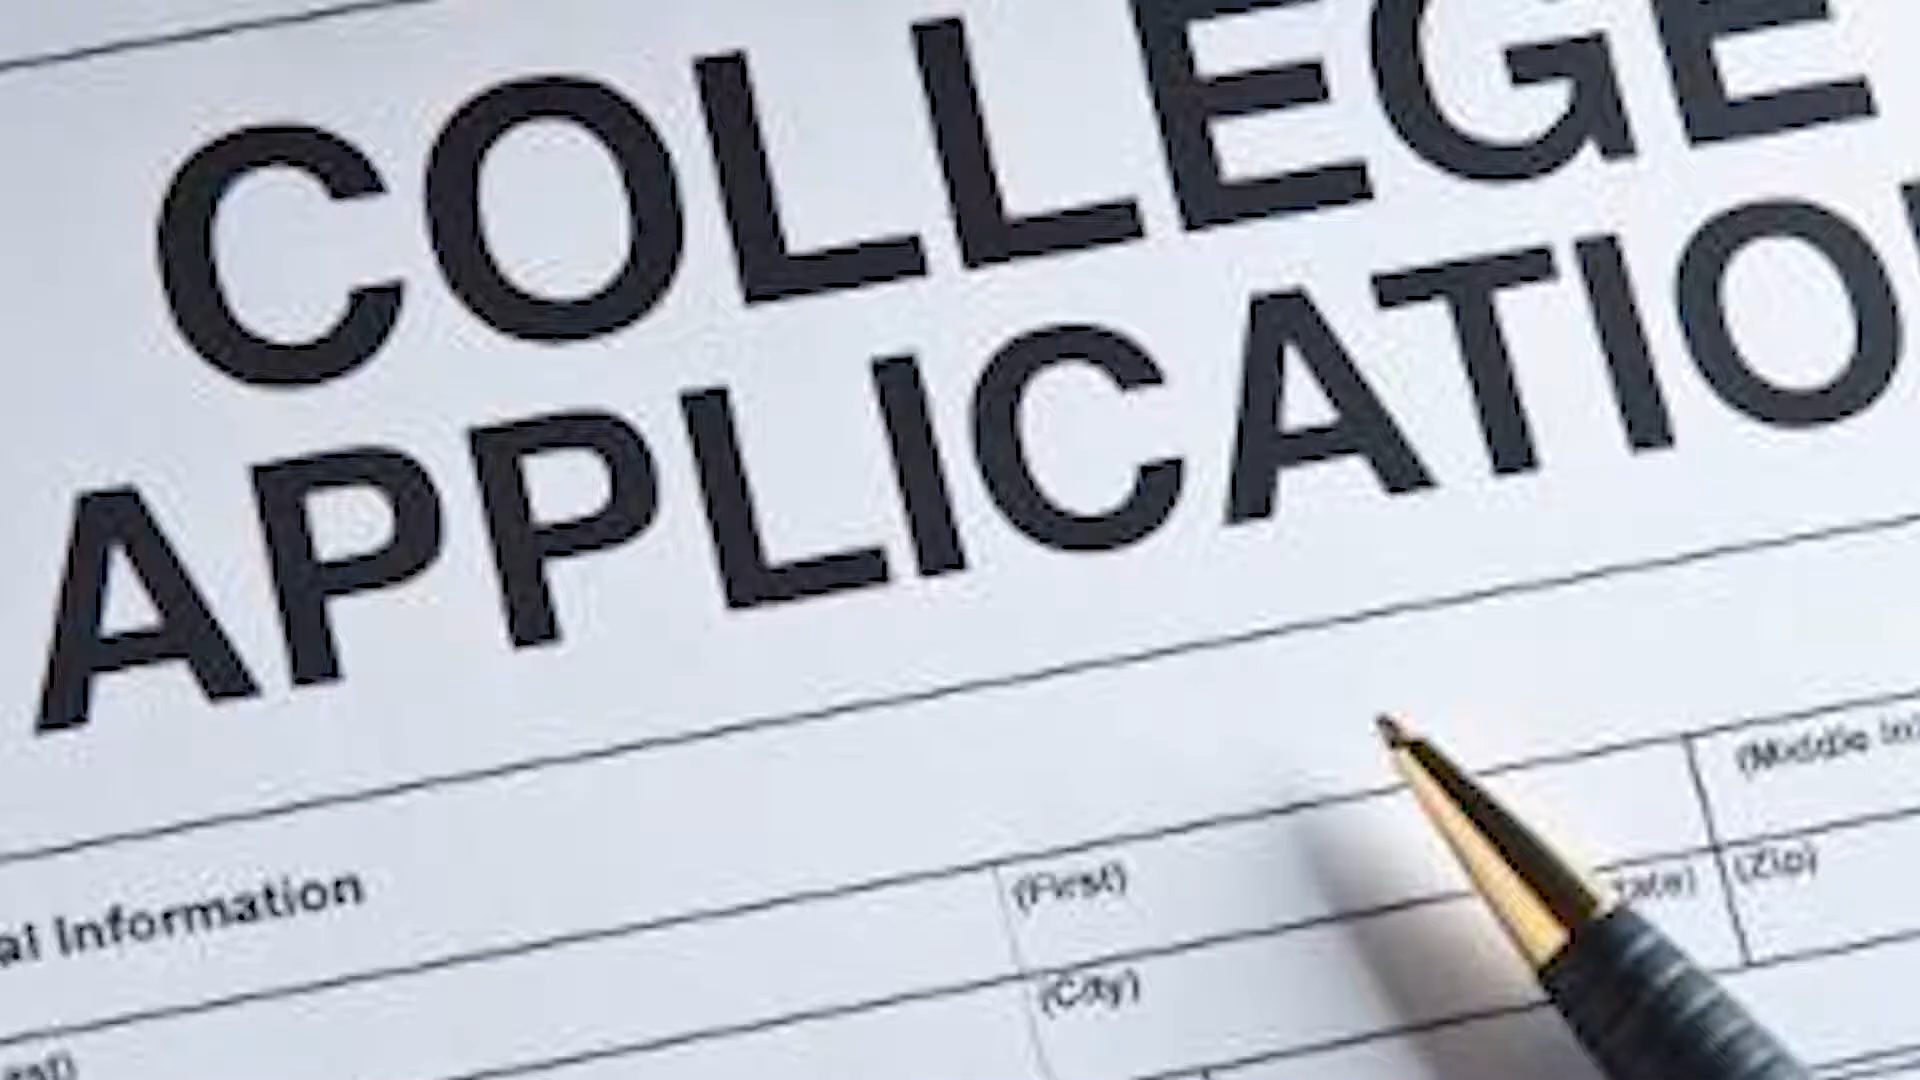 COLLEGE
APPLICATIO
al Information
(First)
(Middle
(City)
(Zip)